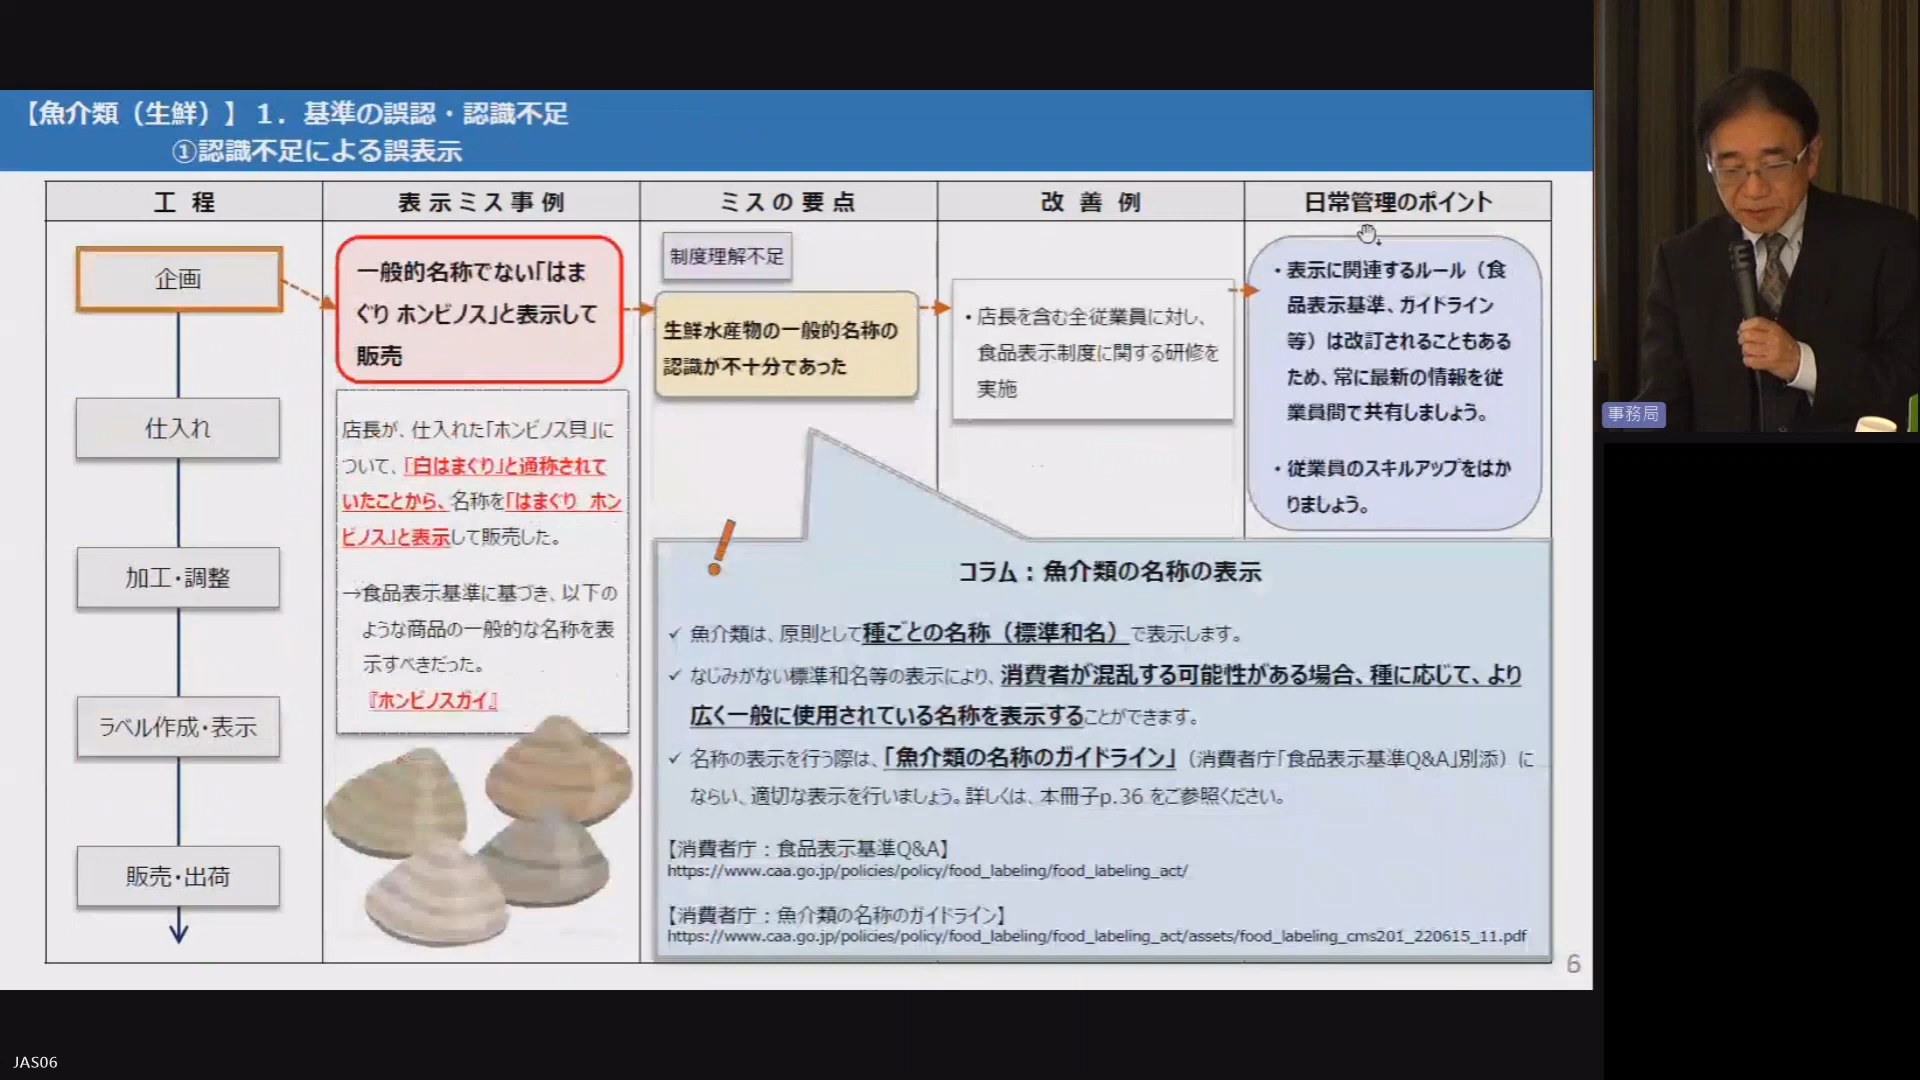 【魚介類（生鮮）】１．基準の誤認・認識不足
①認識不足による誤表示
工 程
表 示 ミ ス 事 例
ミ ス の 要 点
改 善 例
日常管理のポイント
企画
仕入れ
加工・調整
ラベル作成・表示
販売・出荷
一般的名称でない「はま
ぐり ホンビノス」と表示して
販売
店長が、仕入れた「ホンビノス貝」に
ついて、「白はまぐり」と通称されて
いたことから、名称を「はまぐり ホン
ビノス」と表示して販売した。
→食品表示基準に基づき、以下の
ような商品の一般的な名称を表
示すべきだった。
『ホンビノスガイ』
制度理解不足
生鮮水産物の一般的名称の
認識が不十分であった
・店長を含む全従業員に対し、
食品表示制度に関する研修を
実施
・表示に関連するルール（食
品表示基準、ガイドライン
等）は改訂されることもある
ため、常に最新の情報を従
業員間で共有しましょう。
・従業員のスキルアップをはか
りましょう。
コラム：魚介類の名称の表示
✓ 魚介類は、原則として種ごとの名称（標準和名）で表示します。
✓ なじみがない標準和名等の表示により、消費者が混乱する可能性がある場合、種に応じて、より
広く一般に使用されている名称を表示することができます。
✓ 名称の表示を行う際は、「魚介類の名称のガイドライン」（消費者庁「食品表示基準Q&A」別添）に
ならい、適切な表示を行いましょう。詳しくは、本冊子p.36 をご参照ください。
【消費者庁：食品表示基準Q&A】
https://www.caa.go.jp/policies/policy/food_labeling/food_labeling_act/
【消費者庁：魚介類の名称のガイドライン】
https://www.caa.go.jp/policies/policy/food_labeling/food_labeling_act/assets/food_labeling_cms201_220615_11.pdf
6
事務局
JAS06